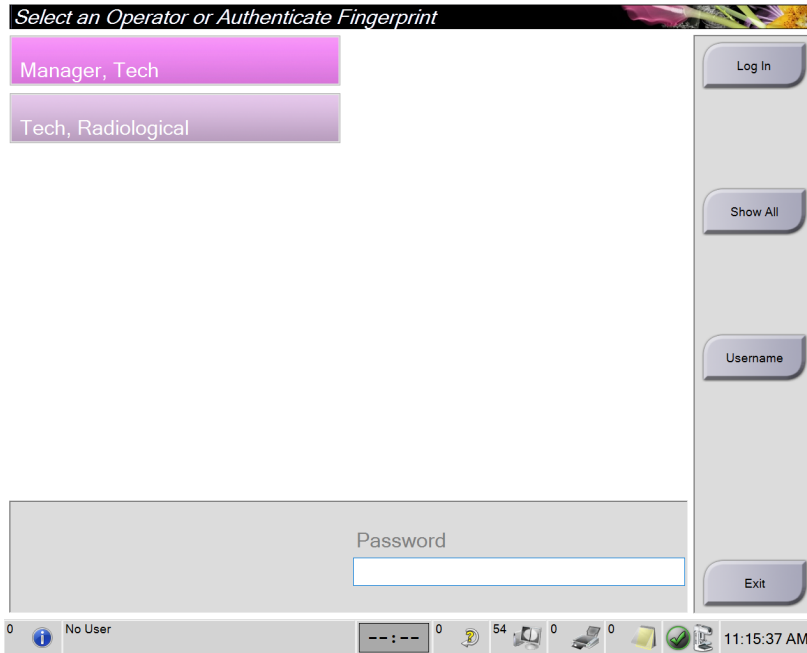 Select an Operator or Authenticate Fingerprint
Manager, Tech
Log In
Tech, Radiological
Show All
Username
Password
Exit
0
No User
--:--
0
54
0
0
11:15:37 AM